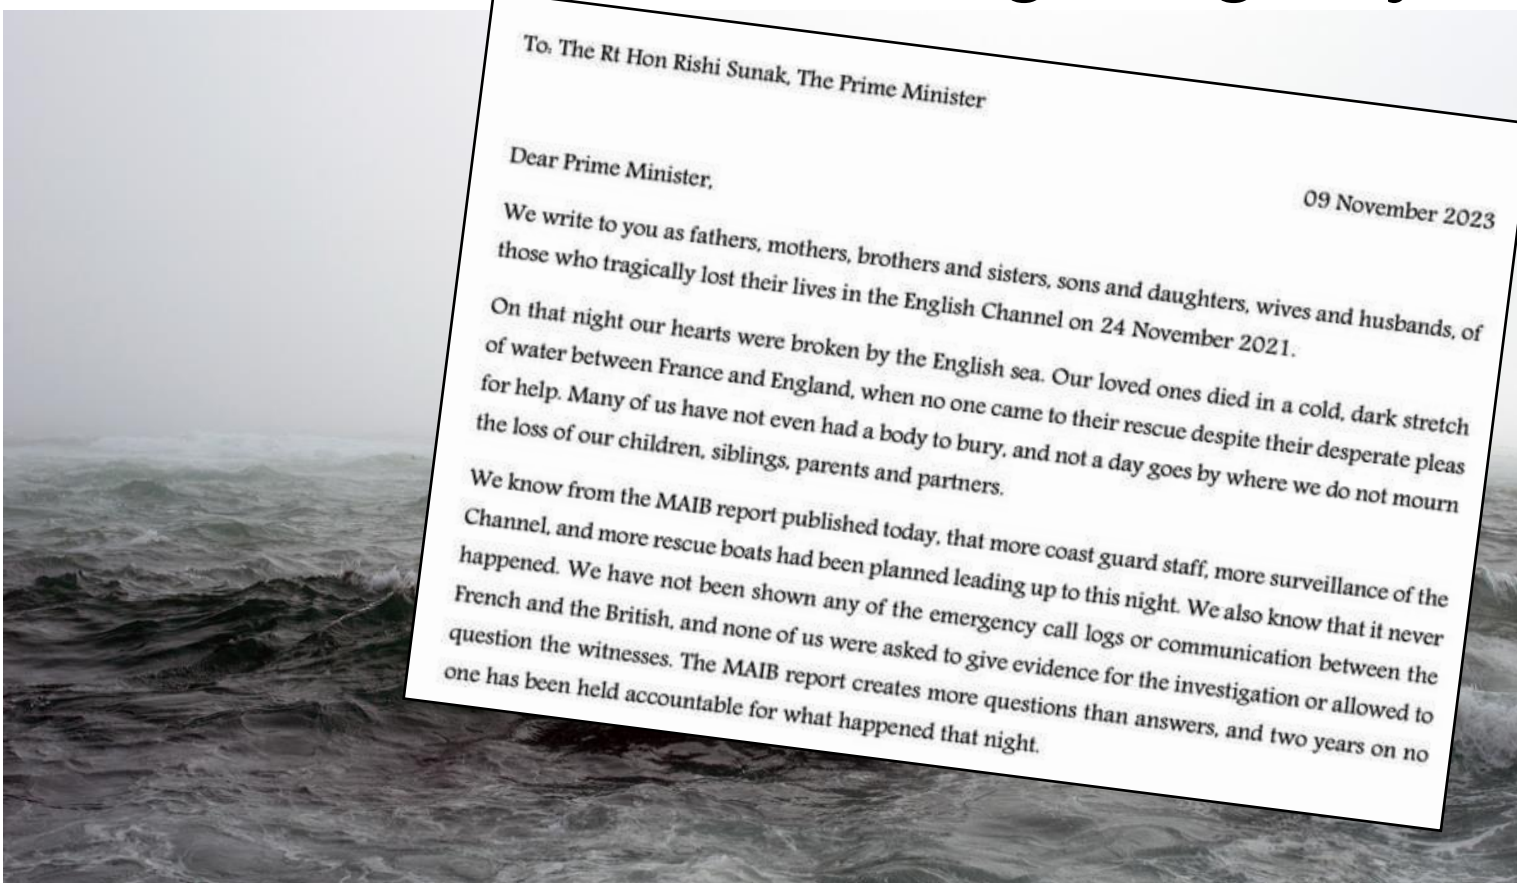 To: The Rt Hon Rishi Sunak, The Prime Minister
Dear Prime Minister,
09 November 2023
We write to you as fathers, mothers, brothers and sisters, sons and daughters, wives and husbands, of
those who tragically lost their lives in the English Channel on 24 November 2021.
On that night our hearts were broken by the English sea. Our loved ones died in a cold, dark stretch
of water between France and England, when no one came to their rescue despite their desperate pleas
for help. Many of us have not even had a body to bury, and not a day goes by where we do not mourn
the loss of our children, siblings, parents and partners.
We know from the MAIB report published today, that more coast guard staff, more surveillance of the
Channel, and more rescue boats had been planned leading up to this night. We also know that it never
happened. We have not been shown any of the emergency call logs or communication between the
French and the British, and none of us were asked to give evidence for the investigation or allowed to
question the witnesses. The MAIB report creates more questions than answers, and two years on no
one has been held accountable for what happened that night.